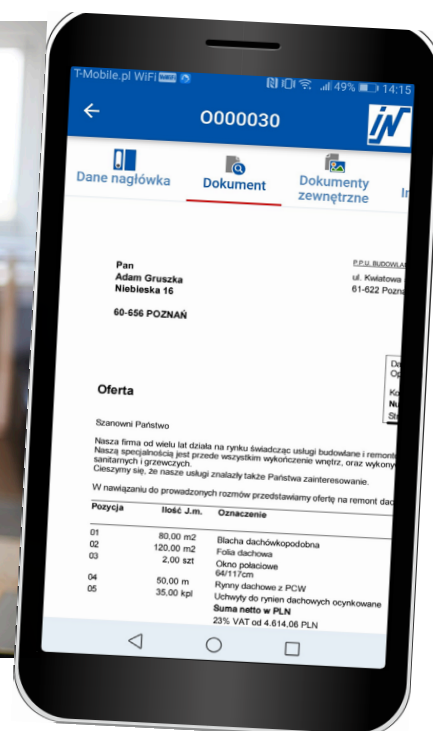 T-Mobile.pl WiFi
49% 14:15
O000030
Dane nagłówka
Dokument
Dokumenty
zewnętrzne
Pan
Adam Gruszka
Niebieska 16
60-656 POZNAŃ
P.P.U. BUDOWLA
ul. Kwiatowa
61-622 Pozna
Da
Op
Ko
Nu
Oferta
Szanowni Państwo
Nasza firma od wielu lat działa na rynku świadcząc usługi budowlane i remont
Naszą specjalnością jest przede wszystkim wykończenie wnętrz, oraz wykony
sanitarnych i grzewczych.
Cieszymy się, że nasze usługi znalazły także Państwa zainteresowanie.
W nawiązaniu do prowadzonych rozmów przedstawiamy ofertę na remont dac
Pozycja Ilość J.m. Oznaczenie
01 80,00 m2 Blacha dachówkopodobna
02 120,00 m2 Folia dachowa
03 2,00 szt Okno połaciowe
64/117cm
04 50,00 m Rynny dachowe z PCW
05 35,00 kpl Uchwyty do rynien dachowych ocynkowane
Suma netto w PLN
23% VAT od 4.614,06 PLN